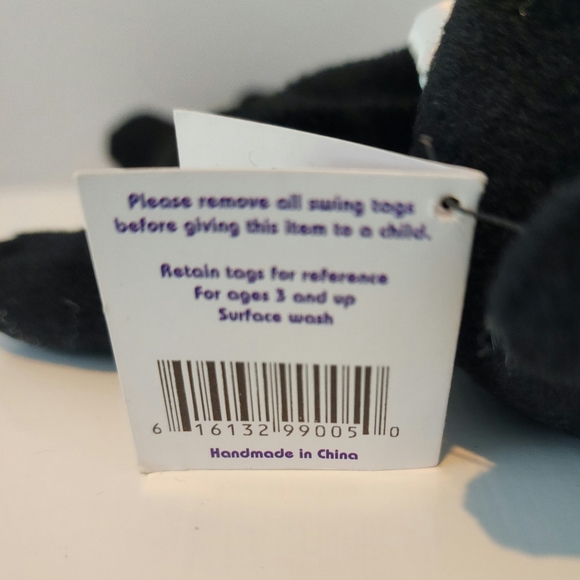 Please remove all swing tags
before giving this item to a child.
Retain tags for reference
For ages 3 and up
Surface wash
6 16132 99005 0
Handmade in China